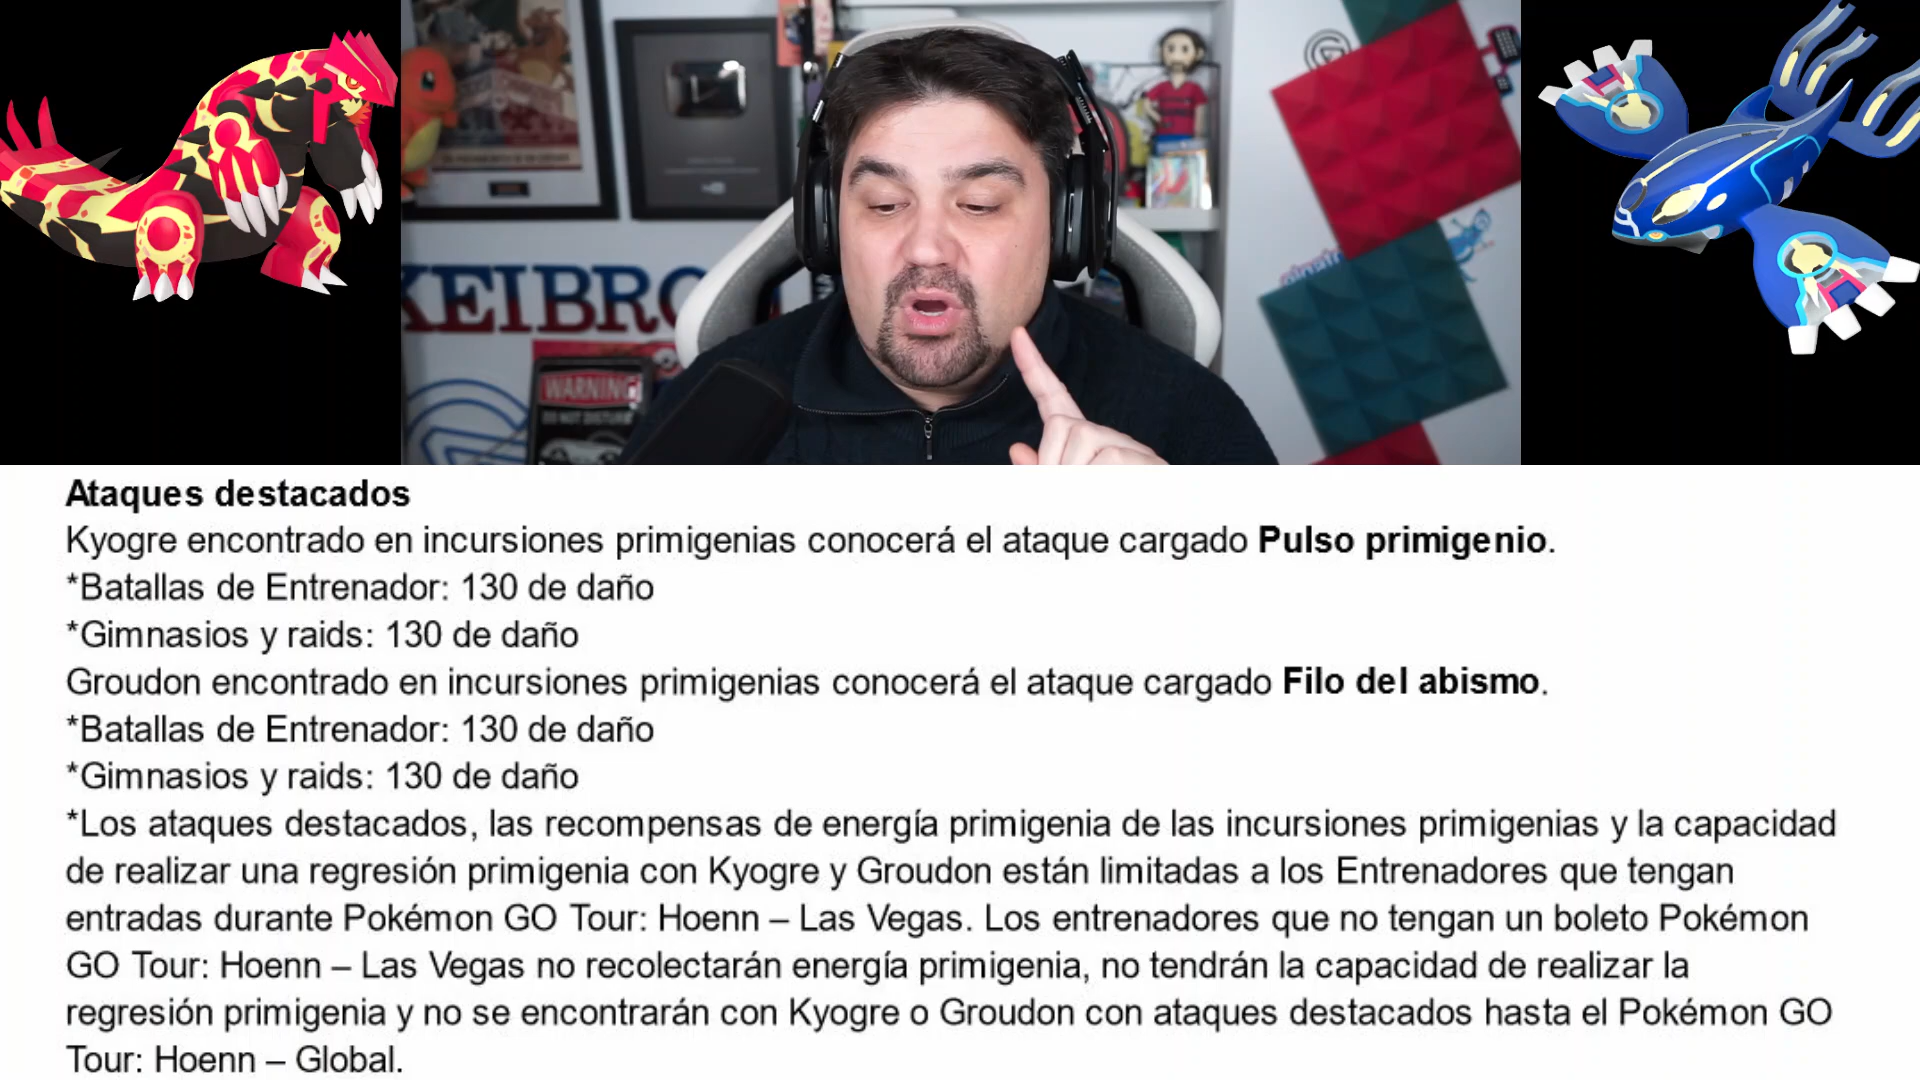 KEIBRO
WARNING
Ataques destacados
Kyogre encontrado en incursiones primigenias conocerá el ataque cargado Pulso primigenio.
*Batallas de Entrenador: 130 de daño
*Gimnasios y raids: 130 de daño
Groudon encontrado en incursiones primigenias conocerá el ataque cargado Filo del abismo.
*Batallas de Entrenador: 130 de daño
*Gimnasios y raids: 130 de daño
*Los ataques destacados, las recompensas de energía primigenia de las incursiones primigenias y la capacidad
de realizar una regresión primigenia con Kyogre y Groudon están limitadas a los Entrenadores que tengan
entradas durante Pokémon GO Tour: Hoenn – Las Vegas. Los entrenadores que no tengan un boleto Pokémon
GO Tour: Hoenn – Las Vegas no recolectarán energía primigenia, no tendrán la capacidad de realizar la
regresión primigenia y no se encontrarán con Kyogre o Groudon con ataques destacados hasta el Pokémon GO
Tour: Hoenn – Global.